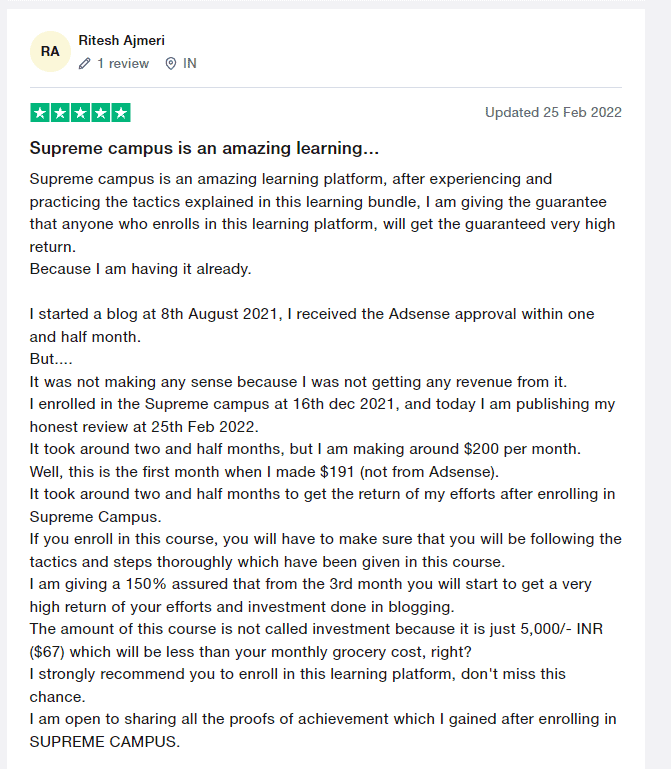 RA
Ritesh Ajmeri
1 review
IN
Updated 25 Feb 2022
Supreme campus is an amazing learning…
Supreme campus is an amazing learning platform, after experiencing and
practicing the tactics explained in this learning bundle, I am giving the guarantee
that anyone who enrolls in this learning platform, will get the guaranteed very high
return.
Because I am having it already.
I started a blog at 8th August 2021, I received the Adsense approval within one
and half month.
But....
It was not making any sense because I was not getting any revenue from it.
I enrolled in the Supreme campus at 16th dec 2021, and today I am publishing my
honest review at 25th Feb 2022.
It took around two and half months, but I am making around $200 per month.
Well, this is the first month when I made $191 (not from Adsense).
It took around two and half months to get the return of my efforts after enrolling in
Supreme Campus.
If you enroll in this course, you will have to make sure that you will be following the
tactics and steps thoroughly which have been given in this course.
I am giving a 150% assured that from the 3rd month you will start to get a very
high return of your efforts and investment done in blogging.
The amount of this course is not called investment because it is just 5,000/- INR
($67) which will be less than your monthly grocery cost, right?
I strongly recommend you to enroll in this learning platform, don't miss this
chance.
I am open to sharing all the proofs of achievement which I gained after enrolling in
SUPREME CAMPUS.